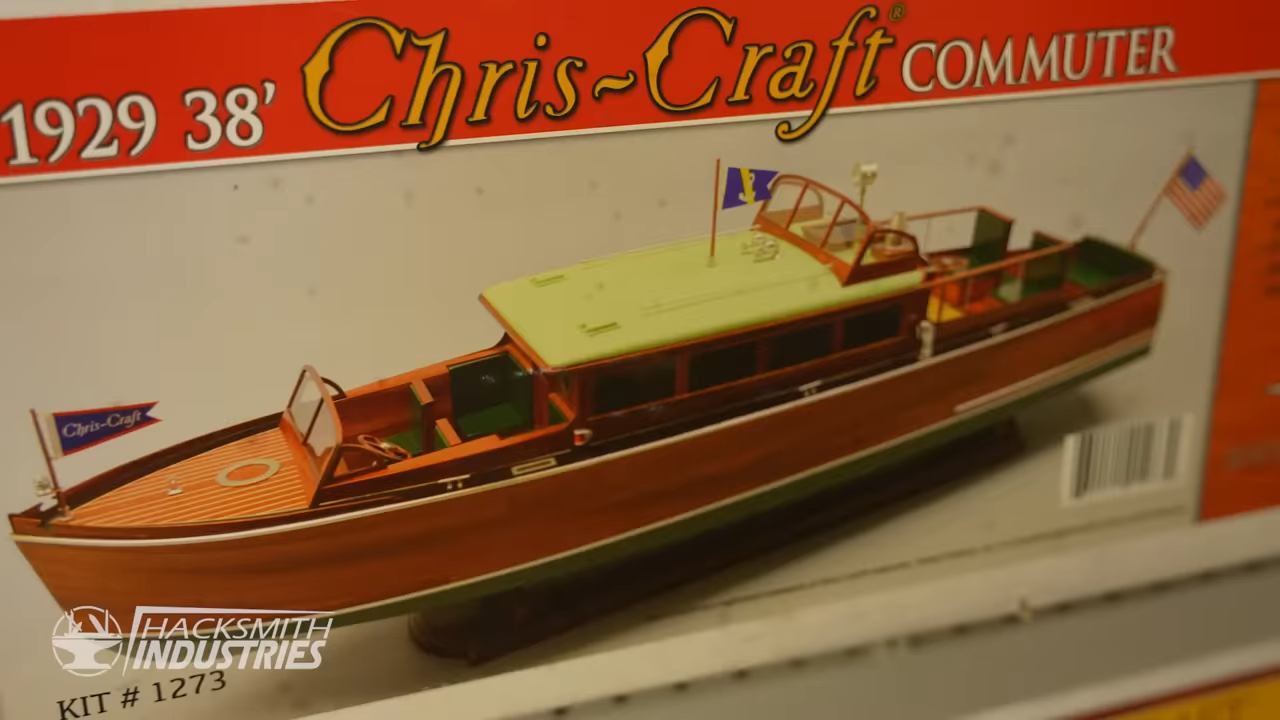 1929 38' Chris~Craft® COMMUTER
Chris-Craft
HACKSMITH
INDUSTRIES
KIT # 1273